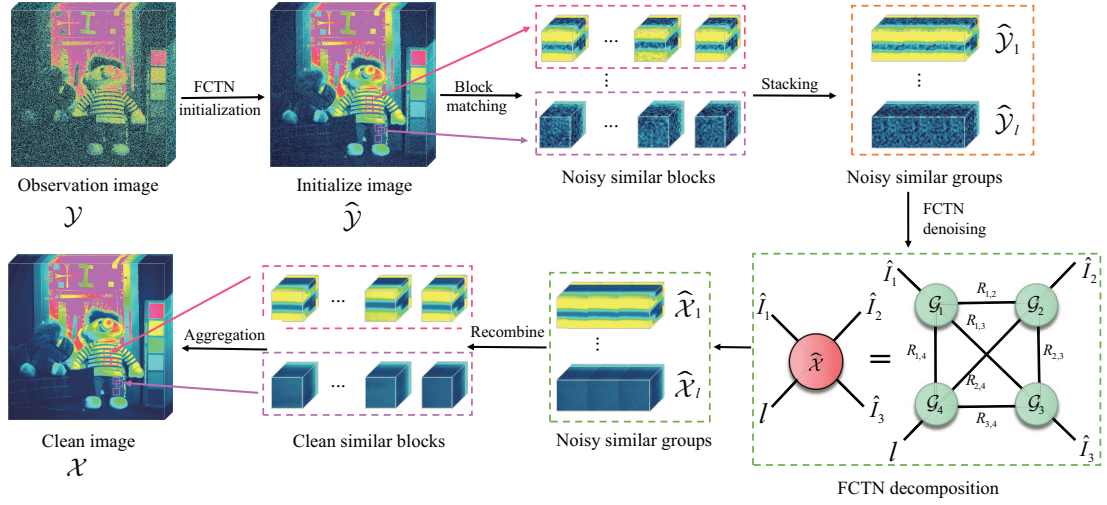 Observation image
𝒴
FCTN
initialization
Initialize image
𝒴̂
Block
matching
...
...
⋮
Noisy similar blocks
Stacking
𝒴̂₁
⋮
𝒴̂ₗ
Noisy similar groups
FCTN
denoising
Î₁
Î₂
l
Î₃
𝒳̂
=
Î₁
Î₂
R₁,₂
𝒢₁
𝒢₂
R₁,₃
R₁,₄
R₂,₃
R₂,₄
𝒢₄
𝒢₃
R₃,₄
l
Î₃
FCTN decomposition
𝒳̂₁
⋮
𝒳̂ₗ
Noisy similar groups
Recombine
...
...
Clean similar blocks
Aggregation
Clean image
𝒳